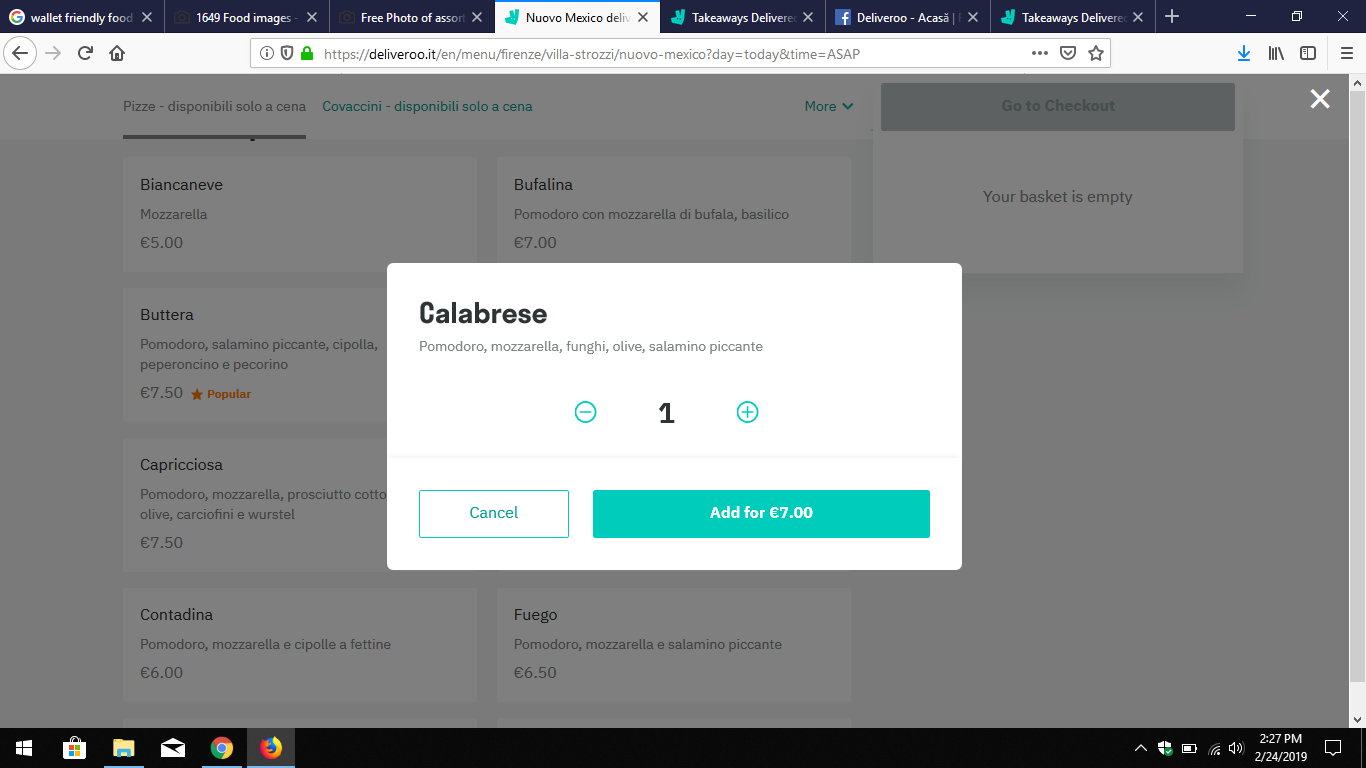 wallet friendly food
1649 Food images -
Free Photo of assort
Nuovo Mexico deliv
Takeaways Delivered
Deliveroo - Acasă |
Takeaways Delivered
https://deliveroo.it/en/menu/firenze/villa-strozzi/nuovo-mexico?day=today&time=ASAP
Pizze - disponibili solo a cena
Covaccini - disponibili solo a cena
More
Go to Checkout
Your basket is empty
Biancaneve
Mozzarella
€5.00
Bufalina
Pomodoro con mozzarella di bufala, basilico
€7.00
Buttera
Pomodoro, salamino piccante, cipolla,
peperoncino e pecorino
€7.50 Popular
Calabrese
Pomodoro, mozzarella, funghi, olive, salamino piccante
1
Cancel
Add for €7.00
Capricciosa
Pomodoro, mozzarella, prosciutto cotto
olive, carciofini e wurstel
€7.50
Contadina
Pomodoro, mozzarella e cipolle a fettine
€6.00
Fuego
Pomodoro, mozzarella e salamino piccante
€6.50
2:27 PM
2/24/2019